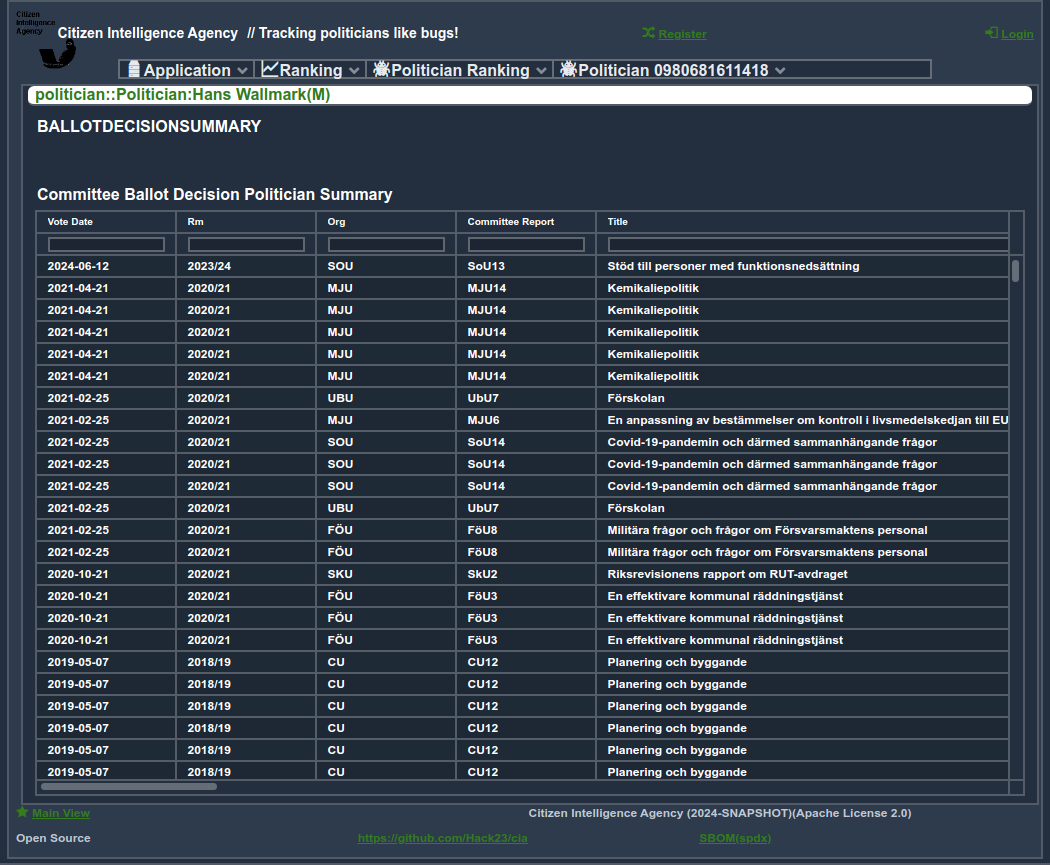 Citizen
Intelligence
Agency
Citizen Intelligence Agency // Tracking politicians like bugs!
Register
Login
Application Ranking Politician Ranking Politician 0980681611418
politician::Politician:Hans Wallmark(M)
BALLOTDECISIONSUMMARY
Committee Ballot Decision Politician Summary
Vote Date Rm Org Committee Report Title
2024-06-12 2023/24 SOU SoU13 Stöd till personer med funktionsnedsättning
2021-04-21 2020/21 MJU MJU14 Kemikaliepolitik
2021-04-21 2020/21 MJU MJU14 Kemikaliepolitik
2021-04-21 2020/21 MJU MJU14 Kemikaliepolitik
2021-04-21 2020/21 MJU MJU14 Kemikaliepolitik
2021-04-21 2020/21 MJU MJU14 Kemikaliepolitik
2021-02-25 2020/21 UBU UbU7 Förskolan
2021-02-25 2020/21 MJU MJU6 En anpassning av bestämmelser om kontroll i livsmedelskedjan till EU
2021-02-25 2020/21 SOU SoU14 Covid-19-pandemin och därmed sammanhängande frågor
2021-02-25 2020/21 SOU SoU14 Covid-19-pandemin och därmed sammanhängande frågor
2021-02-25 2020/21 SOU SoU14 Covid-19-pandemin och därmed sammanhängande frågor
2021-02-25 2020/21 UBU UbU7 Förskolan
2021-02-25 2020/21 FÖU FöU8 Militära frågor och frågor om Försvarsmaktens personal
2021-02-25 2020/21 FÖU FöU8 Militära frågor och frågor om Försvarsmaktens personal
2020-10-21 2020/21 SKU SkU2 Riksrevisionens rapport om RUT-avdraget
2020-10-21 2020/21 FÖU FöU3 En effektivare kommunal räddningstjänst
2020-10-21 2020/21 FÖU FöU3 En effektivare kommunal räddningstjänst
2020-10-21 2020/21 FÖU FöU3 En effektivare kommunal räddningstjänst
2019-05-07 2018/19 CU CU12 Planering och byggande
2019-05-07 2018/19 CU CU12 Planering och byggande
2019-05-07 2018/19 CU CU12 Planering och byggande
2019-05-07 2018/19 CU CU12 Planering och byggande
2019-05-07 2018/19 CU CU12 Planering och byggande
2019-05-07 2018/19 CU CU12 Planering och byggande
Main View Citizen Intelligence Agency (2024-SNAPSHOT)(Apache License 2.0)
Open Source https://github.com/Hack23/cia SBOM(spdx)